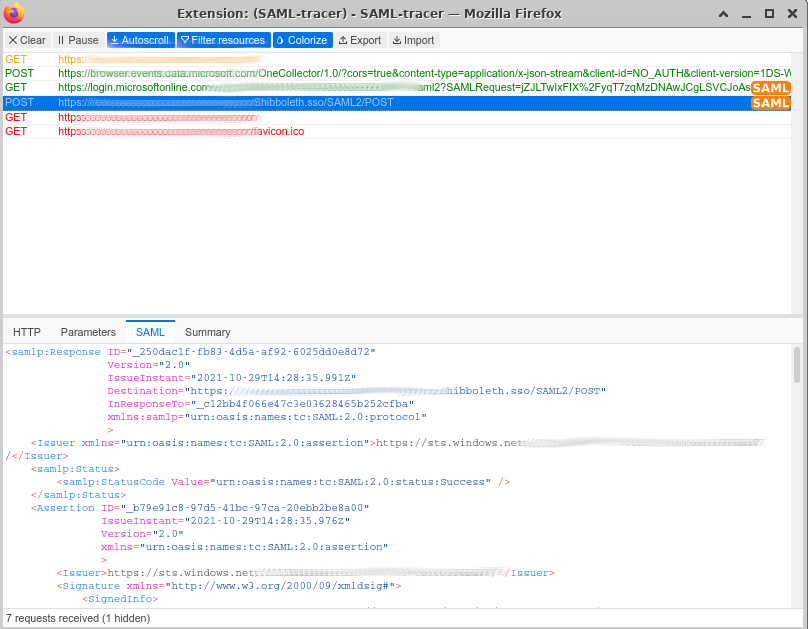 Extension: (SAML-tracer) - SAML-tracer — Mozilla Firefox
Clear Pause Autoscroll Filter resources Colorize Export Import
GET https:
POST https://browser.events.data.microsoft.com/OneCollector/1.0/?cors=true&content-type=application/x-json-stream&client-id=NO_AUTH&client-version=1DS-W
GET https://login.microsoftonline.com aml2?SAMLRequest=jZJLTwIxFIX%2FyqT7zqMzDNAwJCgLSVCJoAs SAML
POST https: Shibboleth.sso/SAML2/POST SAML
GET https
GET https /favicon.ico
HTTP Parameters SAML Summary
<samlp:Response ID="_250dac1f-fb83-4d5a-af92-6025dd0e8d72"
Version="2.0"
IssueInstant="2021-10-29T14:28:35.991Z"
Destination="https: Shibboleth.sso/SAML2/POST"
InResponseTo="_c12bb4f066e47c3e03628465b252cfba"
xmlns:samlp="urn:oasis:names:tc:SAML:2.0:protocol"
>
<Issuer xmlns="urn:oasis:names:tc:SAML:2.0:assertion">https://sts.windows.net
/</Issuer>
<samlp:Status>
<samlp:StatusCode Value="urn:oasis:names:tc:SAML:2.0:status:Success" />
</samlp:Status>
<Assertion ID="_b79e91c8-97d5-41bc-97ca-20ebb2be8a00"
IssueInstant="2021-10-29T14:28:35.976Z"
Version="2.0"
xmlns="urn:oasis:names:tc:SAML:2.0:assertion"
>
<Issuer>https://sts.windows.net /Issuer>
<Signature xmlns="http://www.w3.org/2000/09/xmldsig#">
<SignedInfo>
7 requests received (1 hidden)